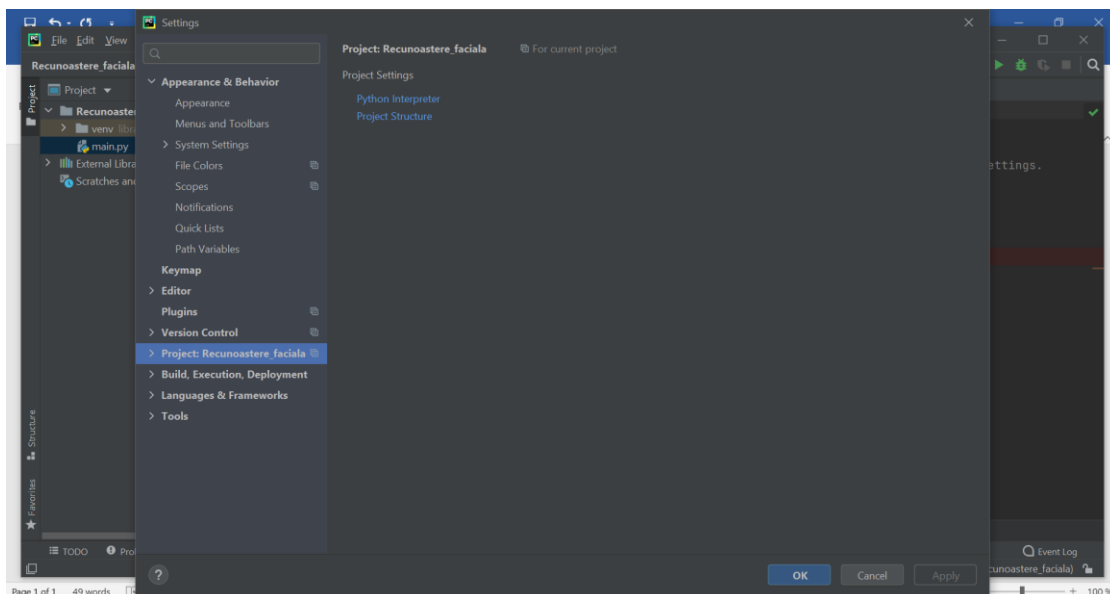 Settings
File Edit View
Recunoastere_faciala
Project
Project
Recunoaster
venv libra
main.py
External Libra
Scratches and
Structure
Favorites
TODO
Pro
Appearance & Behavior
Appearance
Menus and Toolbars
System Settings
File Colors
Scopes
Notifications
Quick Lists
Path Variables
Keymap
Editor
Plugins
Version Control
Project: Recunoastere_faciala
Build, Execution, Deployment
Languages & Frameworks
Tools
Project: Recunoastere_faciala For current project
Project Settings
Python Interpreter
Project Structure
ettings.
?
OK Cancel Apply
Event Log
cunoastere_faciala)
Page 1 of 1 49 words
100 %